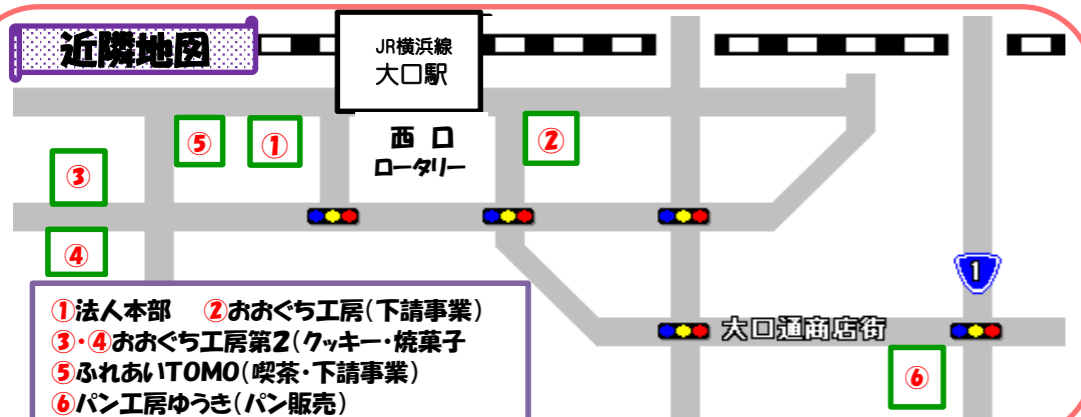 近隣地図
JR横浜線
大口駅
⑤
①
西口
ロータリー
②
③
④
1
大口通商店街
⑥
①法人本部 ②おおぐち工房(下請事業)
③・④おおぐち工房第2(クッキー・焼菓子
⑤ふれあいTOMO(喫茶・下請事業)
⑥パン工房ゆうき(パン販売)